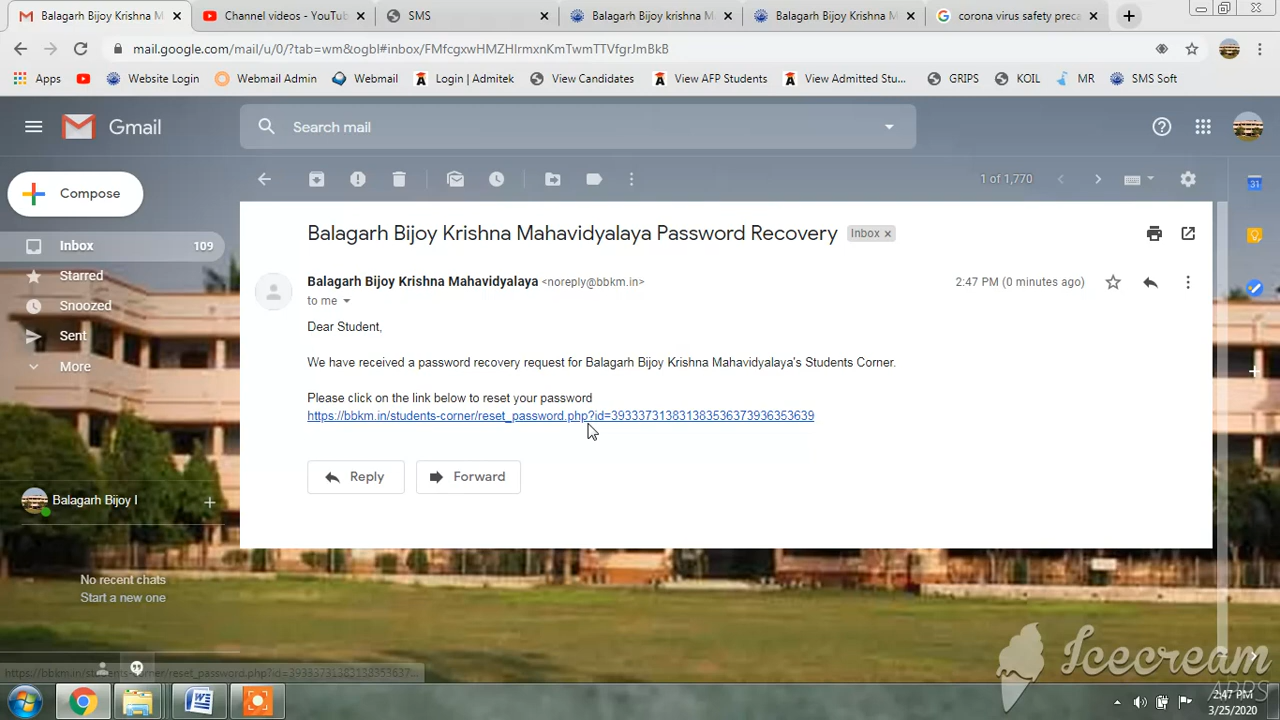 Balagarh Bijoy Krishna M
Channel videos - YouTub
SMS
Balagarh Bijoy krishna M
Balagarh Bijoy Krishna M
corona virus safety preca
mail.google.com/mail/u/0/?tab=wm&ogbl#inbox/FMfcgxwHMZHlrmxnKmTwmTTVfgrJmBkB
Apps
Website Login
Webmail Admin
Webmail
Login | Admitek
View Candidates
View AFP Students
View Admitted Stu...
GRIPS
KOIL
MR
SMS Soft
Gmail
Search mail
Compose
1 of 1,770
Inbox 109
Starred
Snoozed
Sent
More
Balagarh Bijoy Krishna Mahavidyalaya Password Recovery Inbox x
Balagarh Bijoy Krishna Mahavidyalaya <noreply@bbkm.in> 2:47 PM (0 minutes ago)
to me
Dear Student,
We have received a password recovery request for Balagarh Bijoy Krishna Mahavidyalaya's Students Corner.
Please click on the link below to reset your password
https://bbkm.in/students-corner/reset_password.php?id=3933373138313835363739363536​39
Reply
Forward
Balagarh Bijoy I
No recent chats
Start a new one
Icecream
APPS
2:47 PM
3/25/2020